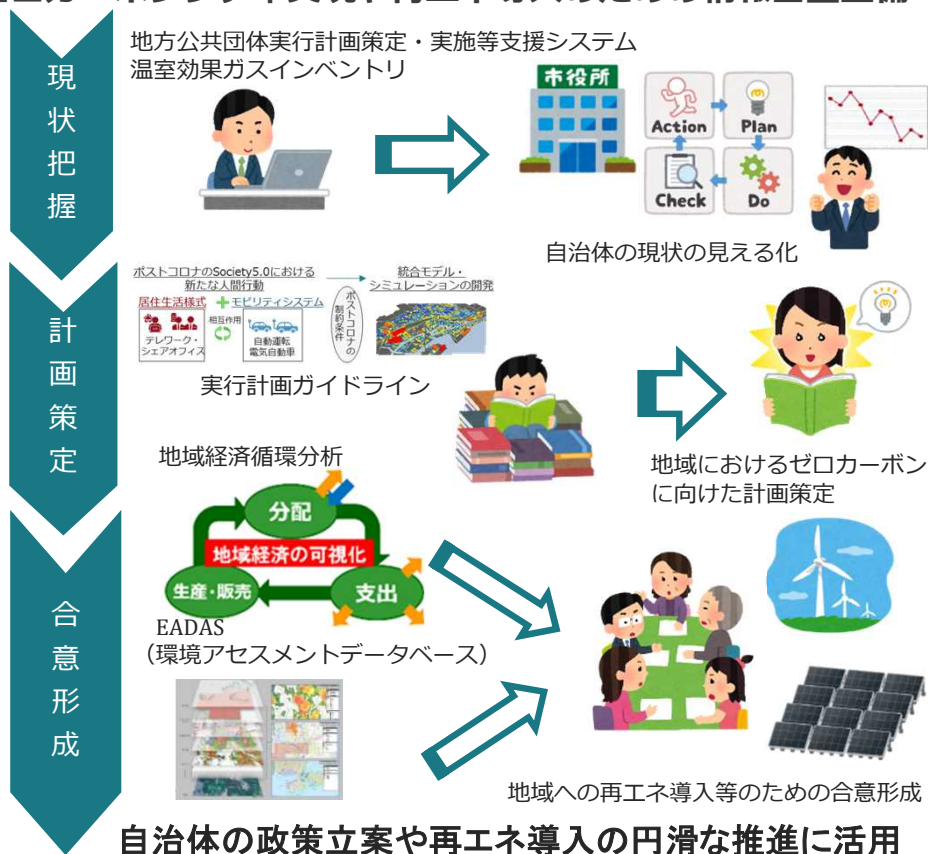 現状把握
地方公共団体実行計画策定・実施等支援システム
温室効果ガスインベントリ
市役所
Action
Plan
Check
Do
自治体の現状の見える化
計画策定
ポストコロナのSociety5.0における
新たな人間行動
統合モデル・
シミュレーションの開発
居住生活様式
モビリティシステム
相互作用
テレワーク・
シェアオフィス
自動運転
電気自動車
ポストコロナの
制約条件
実行計画ガイドライン
地域におけるゼロカーボン
に向けた計画策定
合意形成
地域経済循環分析
分配
地域経済の可視化
生産・販売
支出
EADAS
（環境アセスメントデータベース）
地域への再エネ導入等のための合意形成
自治体の政策立案や再エネ導入の円滑な推進に活用